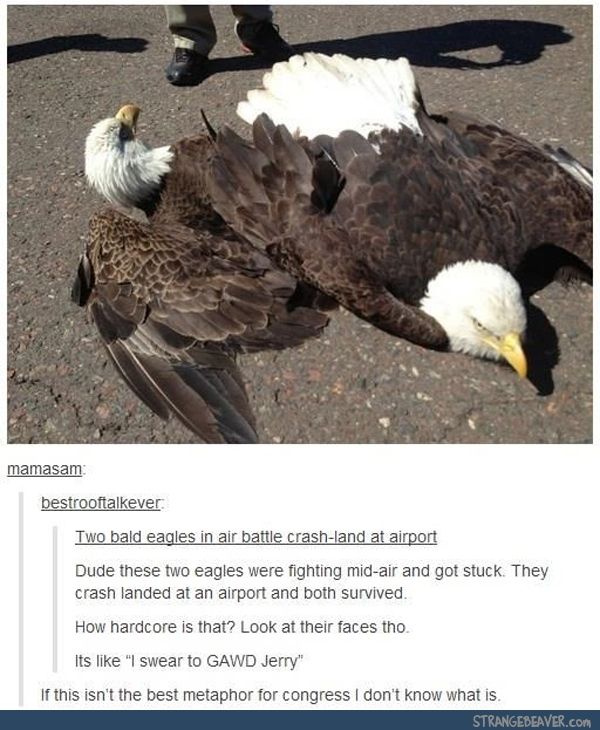 mamasam:
bestrooftalkever:
Two bald eagles in air battle crash-land at airport
Dude these two eagles were fighting mid-air and got stuck. They
crash landed at an airport and both survived.
How hardcore is that? Look at their faces tho.
Its like “I swear to GAWD Jerry”
If this isn’t the best metaphor for congress I don’t know what is.
STRANGEBEAVER.com